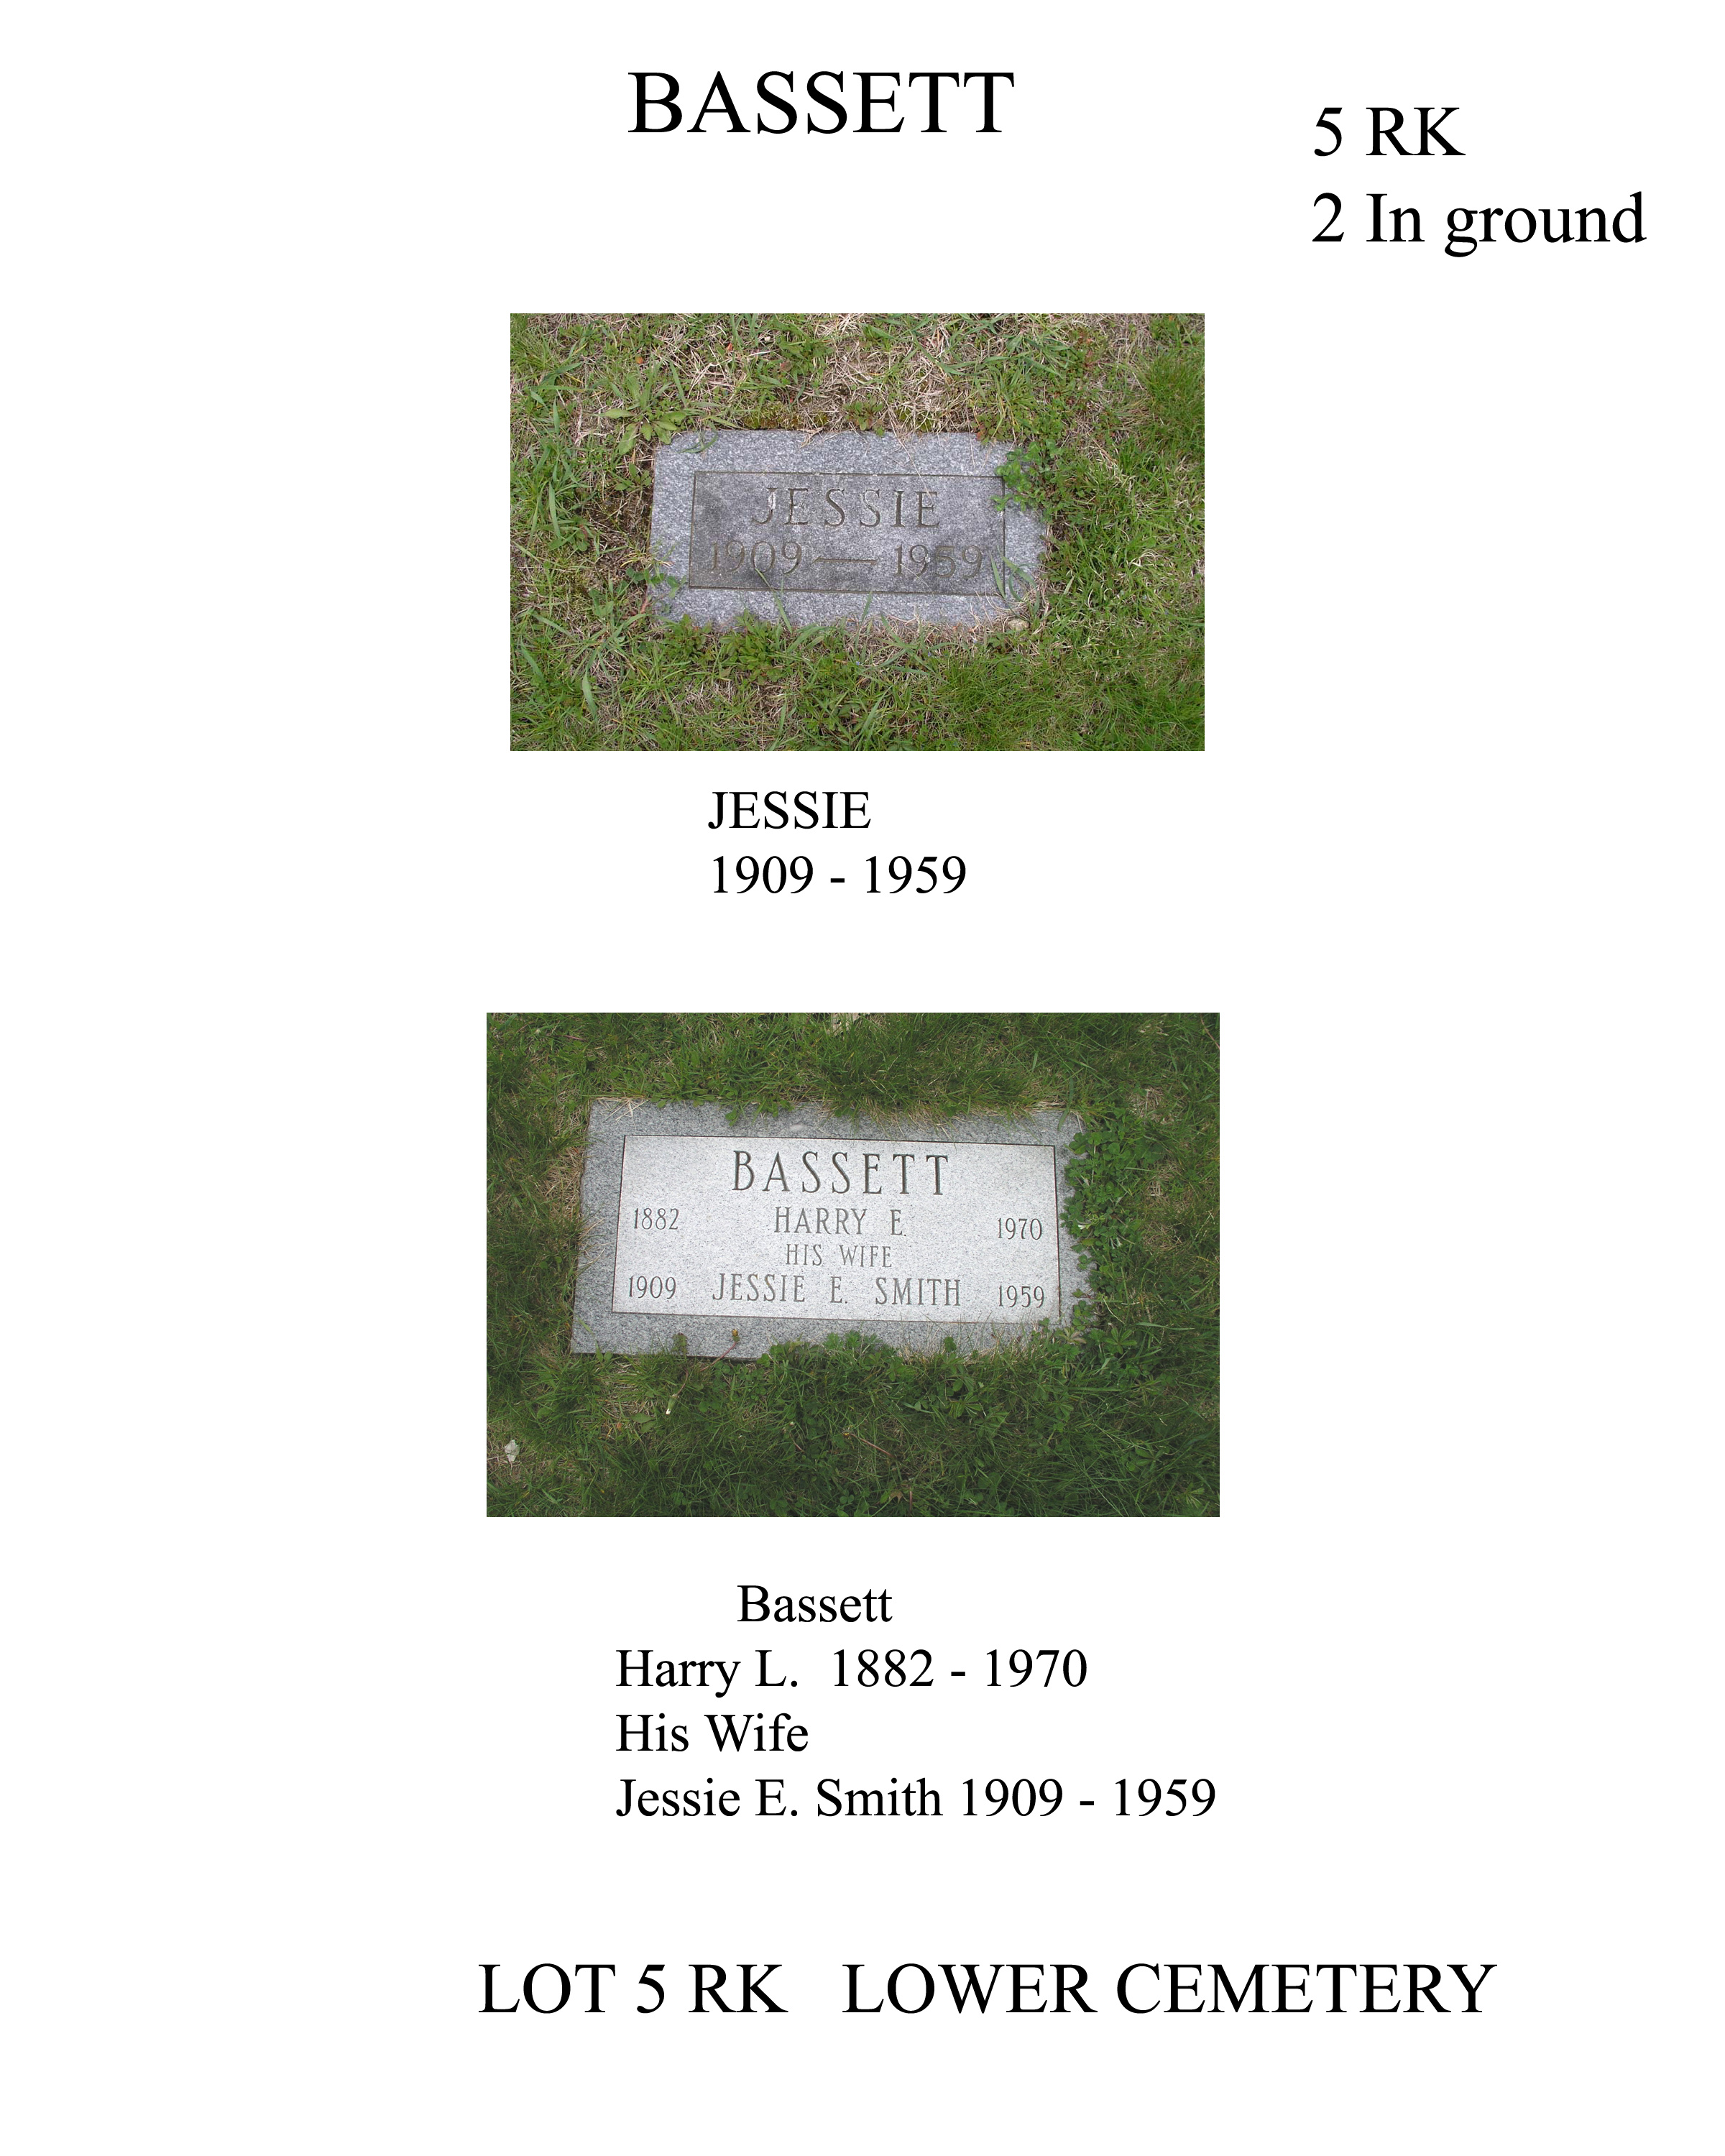 BASSETT
5 RK
2 In ground
JESSIE
1909 — 1959
JESSIE
1909 - 1959
BASSETT
1882 HARRY E. 1970
HIS WIFE
1909 JESSIE E. SMITH 1959
Bassett
Harry L. 1882 - 1970
His Wife
Jessie E. Smith 1909 - 1959
LOT 5 RK LOWER CEMETERY